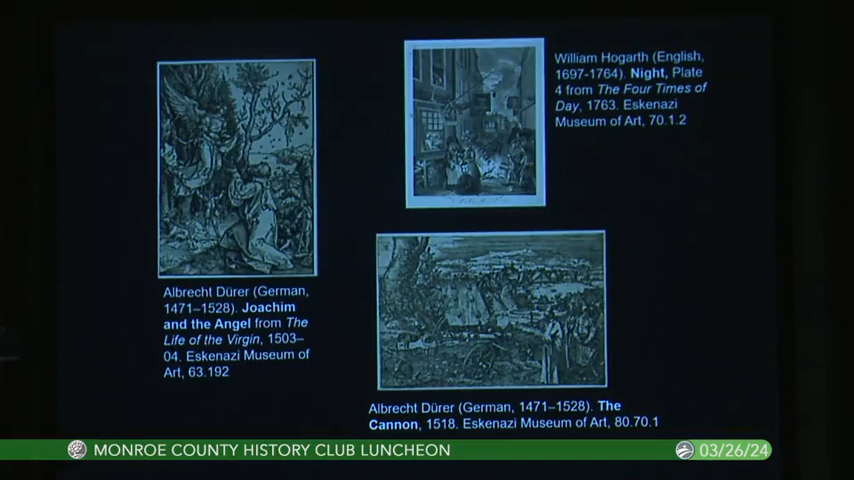 William Hogarth (English,
1697-1764). Night, Plate
4 from The Four Times of
Day, 1763. Eskenazi
Museum of Art, 70.1.2
Albrecht Dürer (German,
1471–1528). Joachim
and the Angel from The
Life of the Virgin, 1503–
04. Eskenazi Museum of
Art, 63.192
Albrecht Dürer (German, 1471–1528). The
Cannon, 1518. Eskenazi Museum of Art, 80.70.1
MONROE COUNTY HISTORY CLUB LUNCHEON
03/26/24